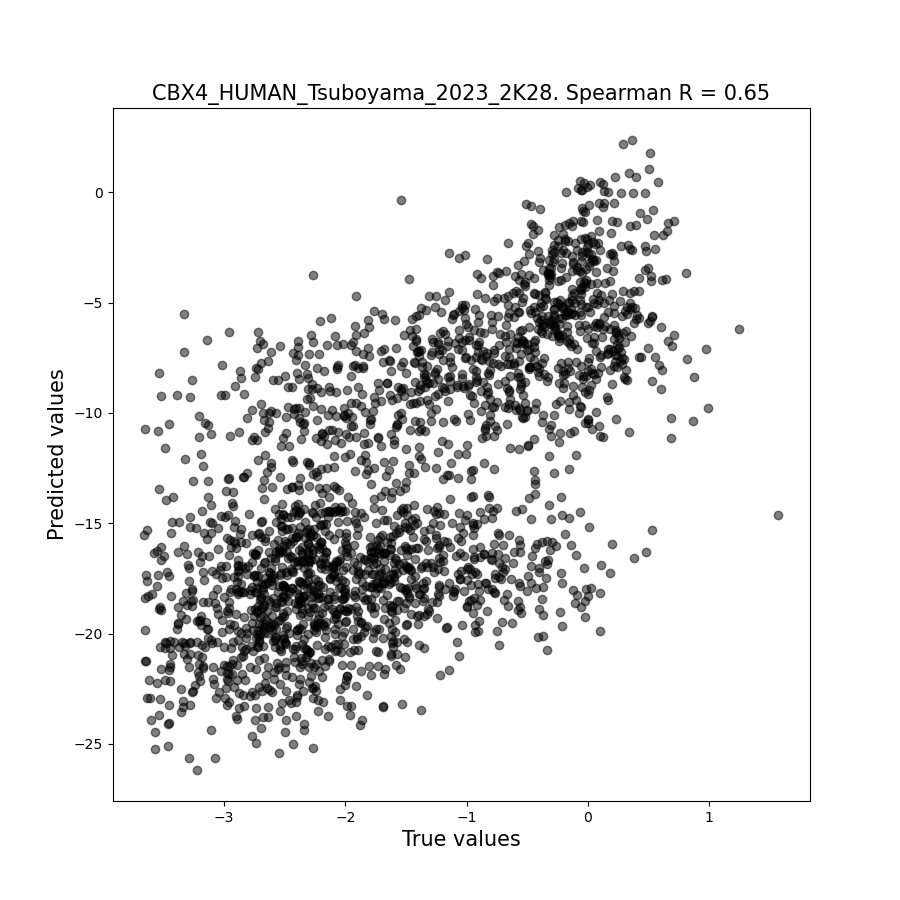 CBX4_HUMAN_Tsuboyama_2023_2K28. Spearman R = 0.65
0
−5
−10
−15
−20
−25
Predicted values
−3 −2 −1 0 1
True values